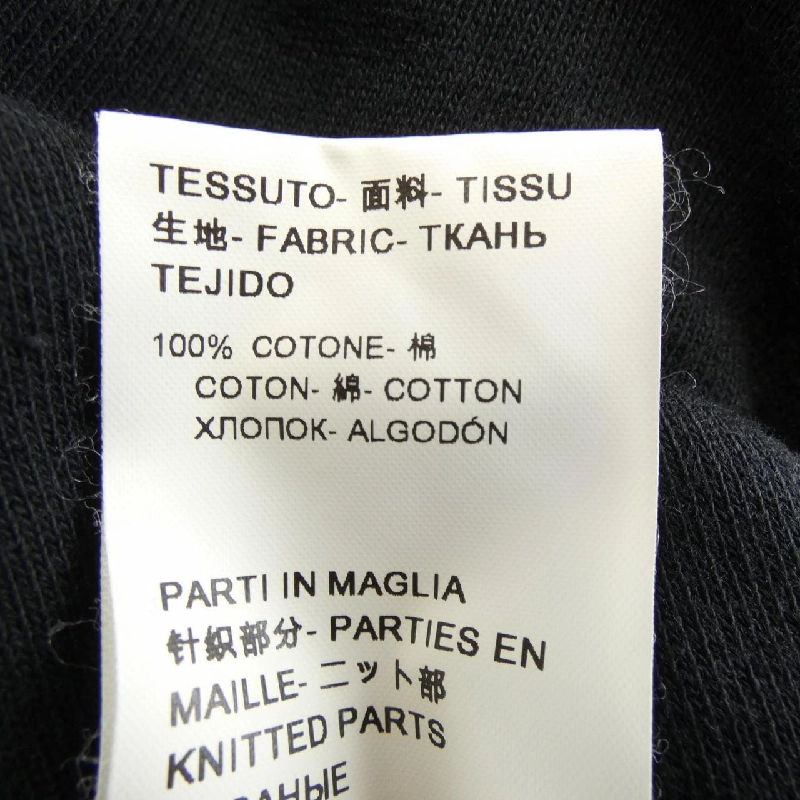 TESSUTO- 面料- TISSU
生地- FABRIC- ТКАНЬ
TEJIDO
100% COTONE- 棉
COTON- 綿- COTTON
ХЛОПОК- ALGODÓN
PARTI IN MAGLIA
针织部分- PARTIES EN
MAILLE- ニット部
KNITTED PARTS